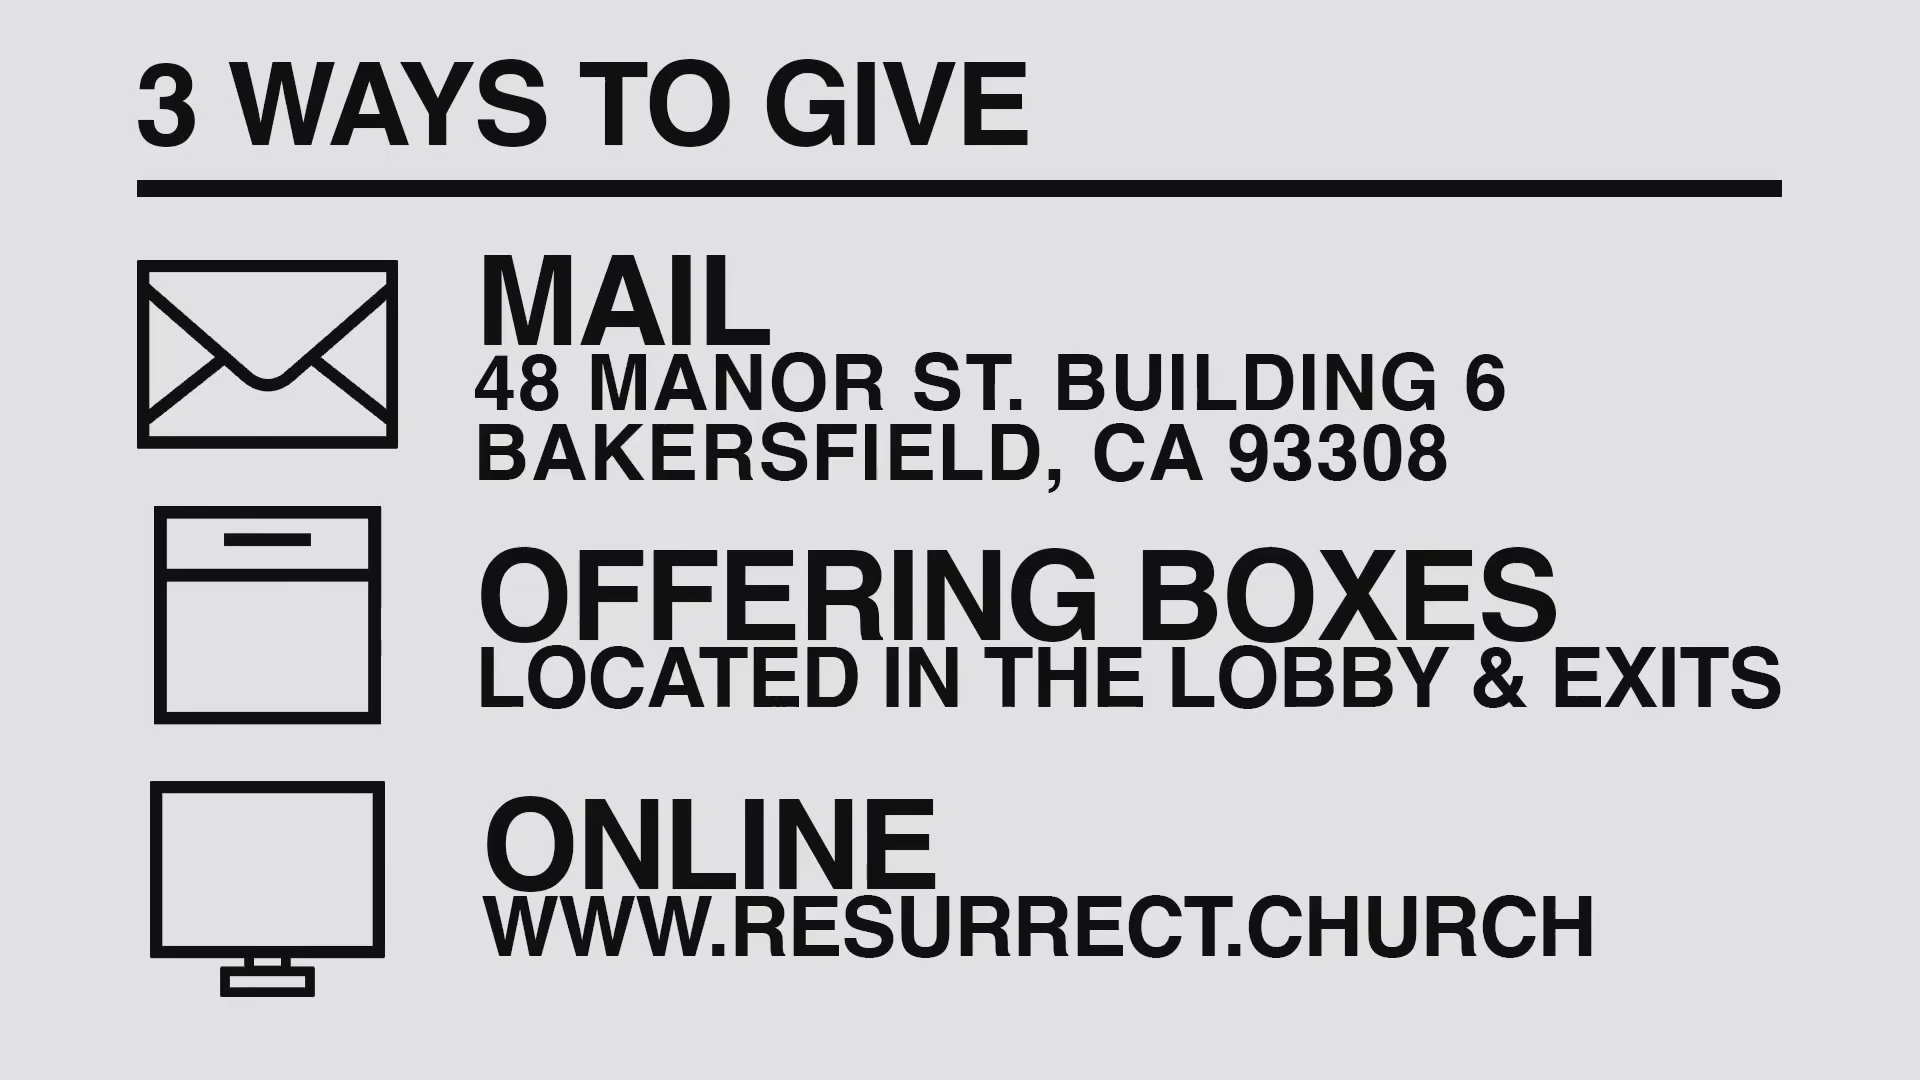 3 WAYS TO GIVE
MAIL
48 MANOR ST. BUILDING 6
BAKERSFIELD, CA 93308
OFFERING BOXES
LOCATED IN THE LOBBY & EXITS
ONLINE
WWW.RESURRECT.CHURCH